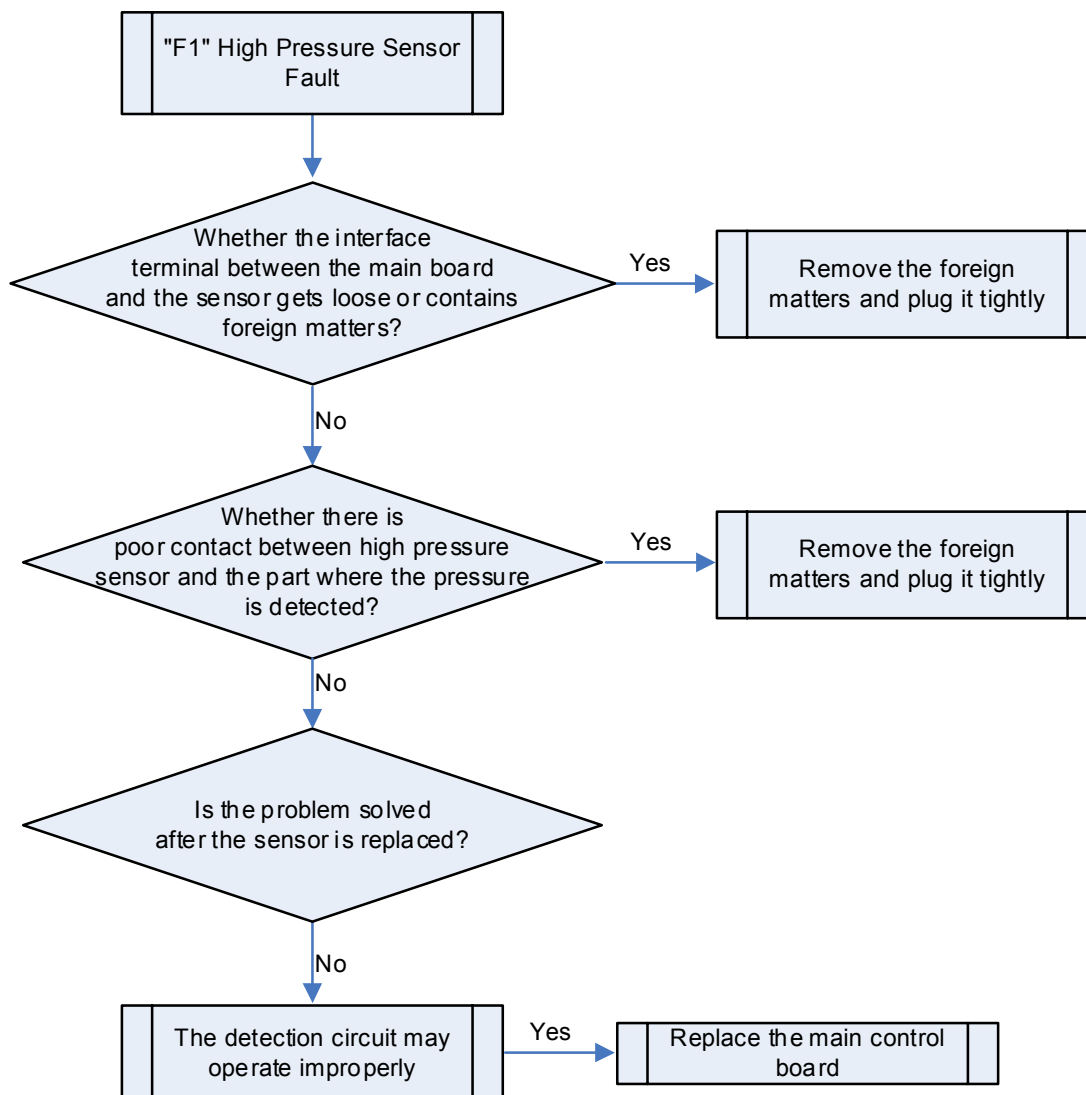 "F1" High Pressure Sensor
Fault
Whether the interface
terminal between the main board
and the sensor gets loose or contains
foreign matters?
Yes
Remove the foreign
matters and plug it tightly
No
Whether there is
poor contact between high pressure
sensor and the part where the pressure
is detected?
Yes
Remove the foreign
matters and plug it tightly
No
Is the problem solved
after the sensor is replaced?
No
The detection circuit may
operate improperly
Yes
Replace the main control
board